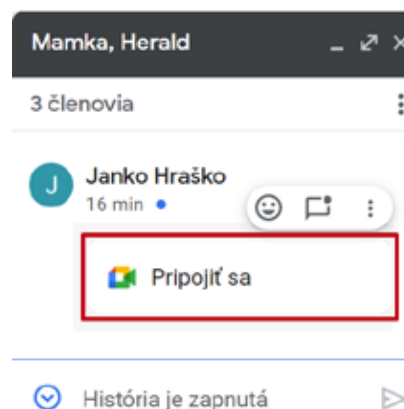 Mamka, Herald
3 členovia
J
Janko Hraško
16 min
Pripojiť sa
História je zapnutá